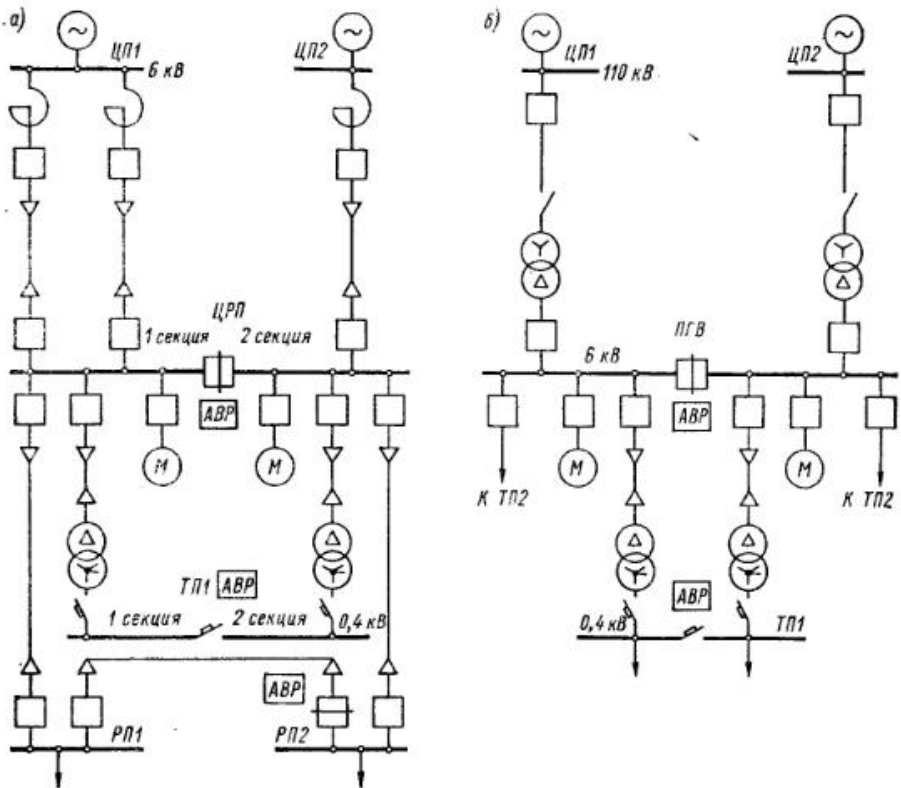 а)
ЦП1
6 кВ
ЦП2
ЦРП
1 секция
2 секция
АВР
М
М
ТП1
АВР
1 секция
2 секция
0,4 кВ
АВР
РП1
РП2
б)
ЦП1
110 кВ
ЦП2
ПГВ
6 кВ
АВР
М
М
К ТП2
К ТП2
АВР
0,4 кВ
ТП1